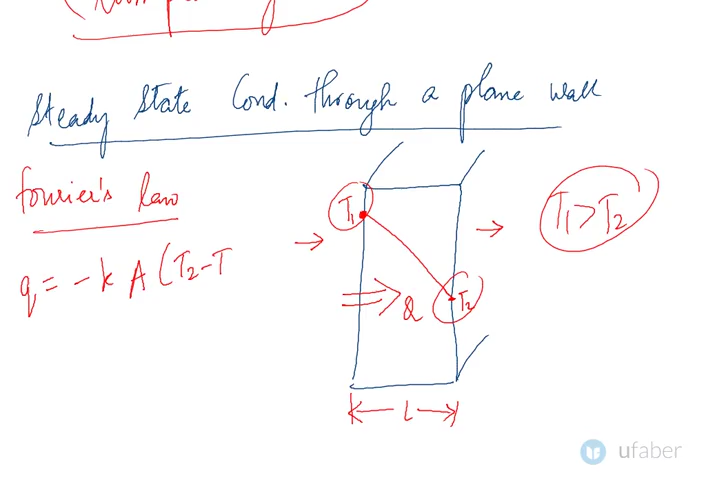 Steady State Cond. through a plane wall
Fourier's law
q = -k A (T₂-T
T₁
T₂
Q
L
T₁>T₂
ufaber